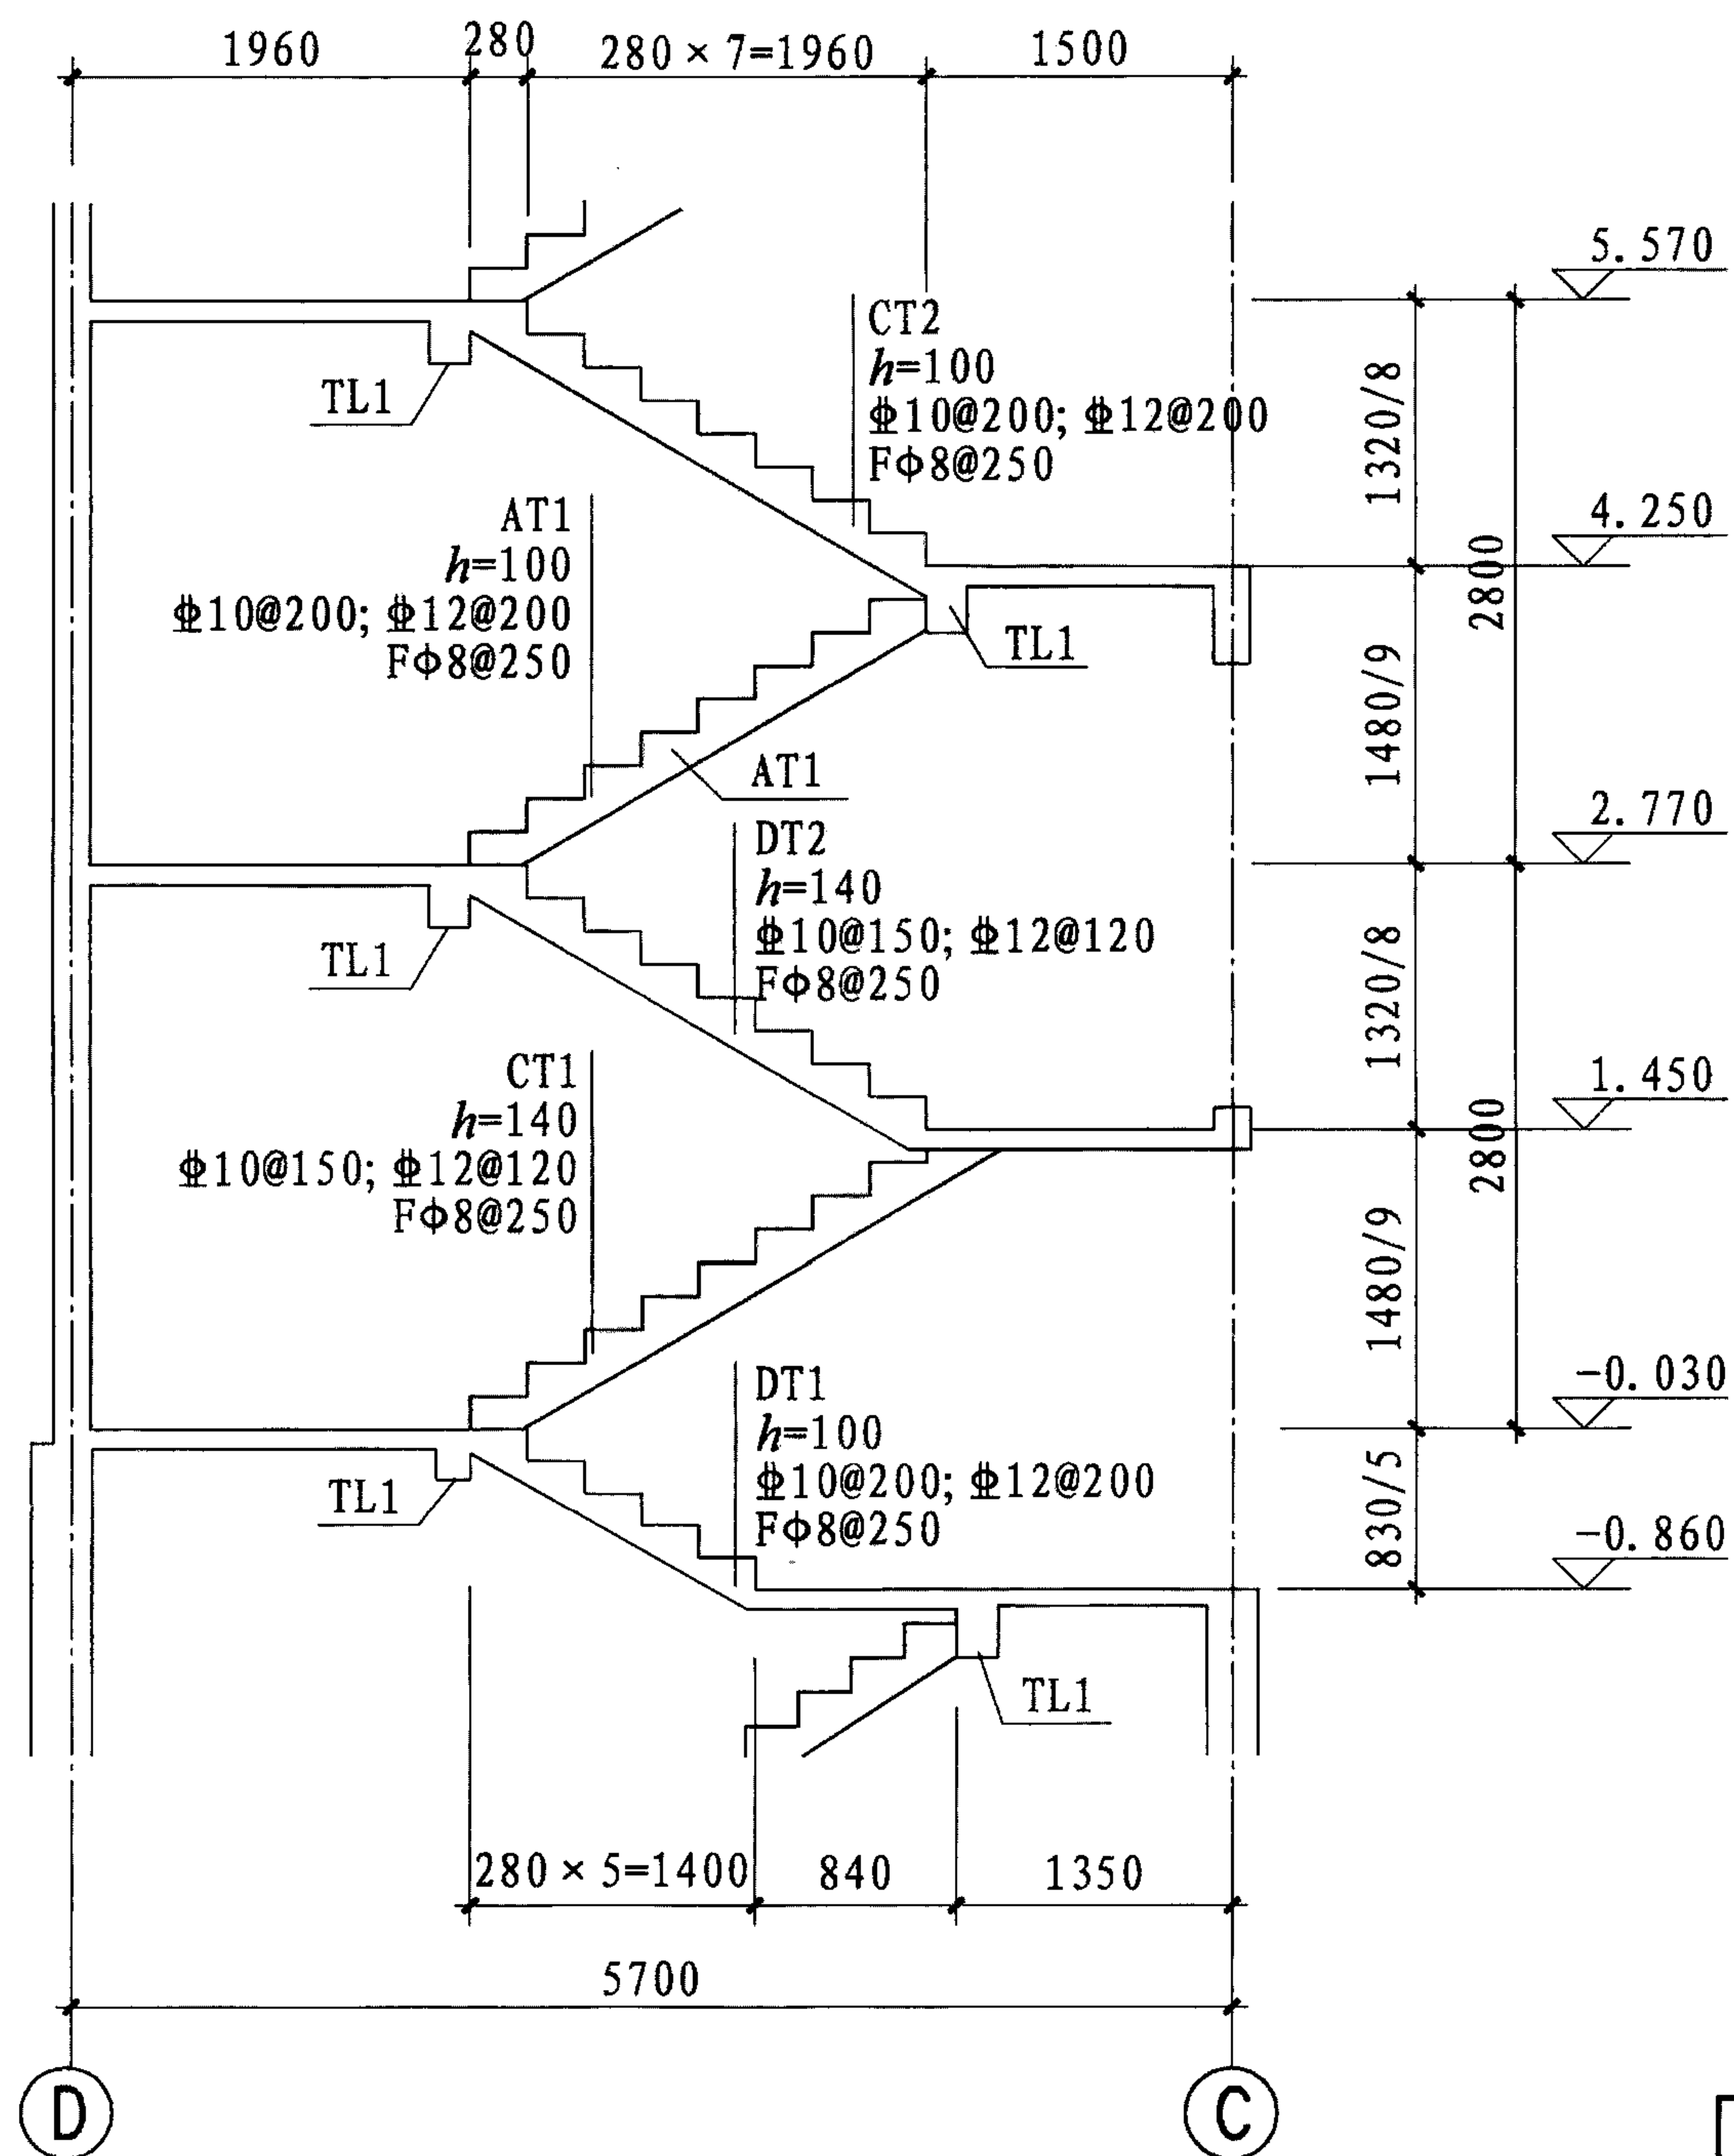 1960
280
280×7=1960
1500
5.570
CT2
h=100
⏀10@200; ⏀12@200
Fϕ8@250
TL1
1320/8
4.250
AT1
h=100
⏀10@200; ⏀12@200
Fϕ8@250
2800
TL1
1480/9
AT1
2.770
DT2
h=140
⏀10@150; ⏀12@120
Fϕ8@250
TL1
1320/8
1.450
CT1
h=140
⏀10@150; ⏀12@120
Fϕ8@250
2800
1480/9
-0.030
DT1
h=100
⏀10@200; ⏀12@200
Fϕ8@250
TL1
830/5
-0.860
TL1
280×5=1400
840
1350
5700
D
C